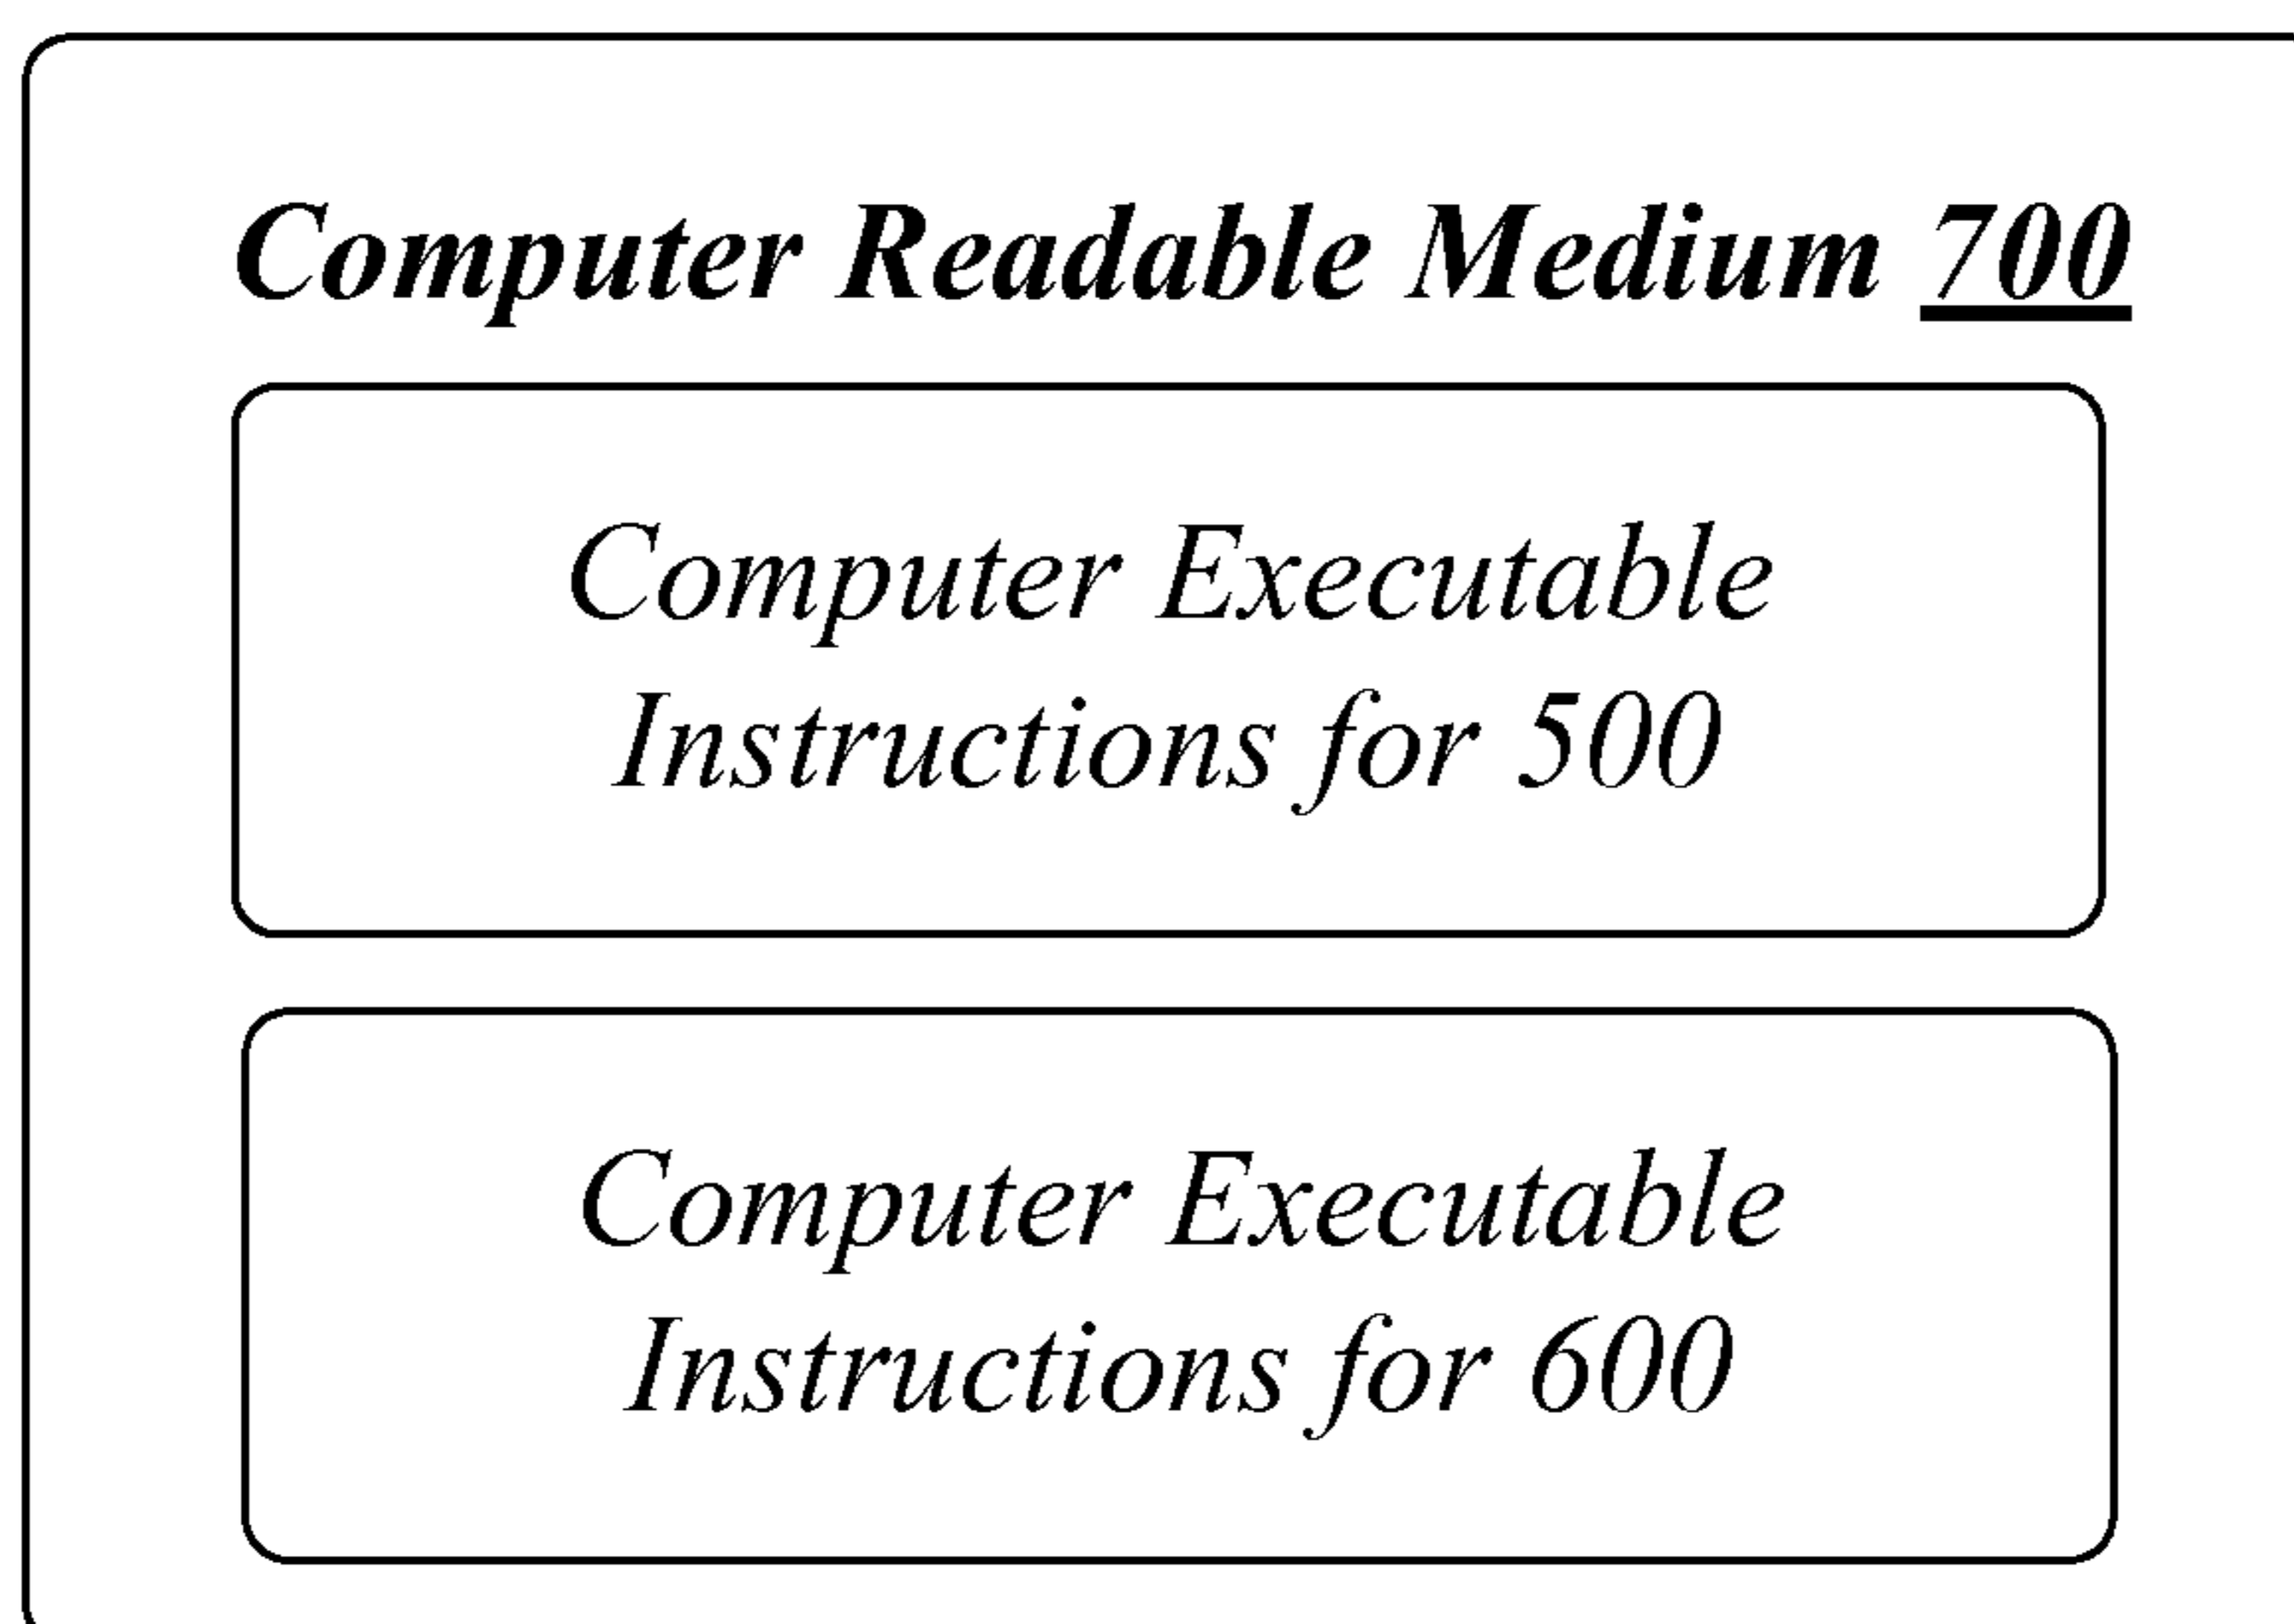 Computer Readable Medium 700
Computer Executable
Instructions for 500
Computer Executable
Instructions for 600